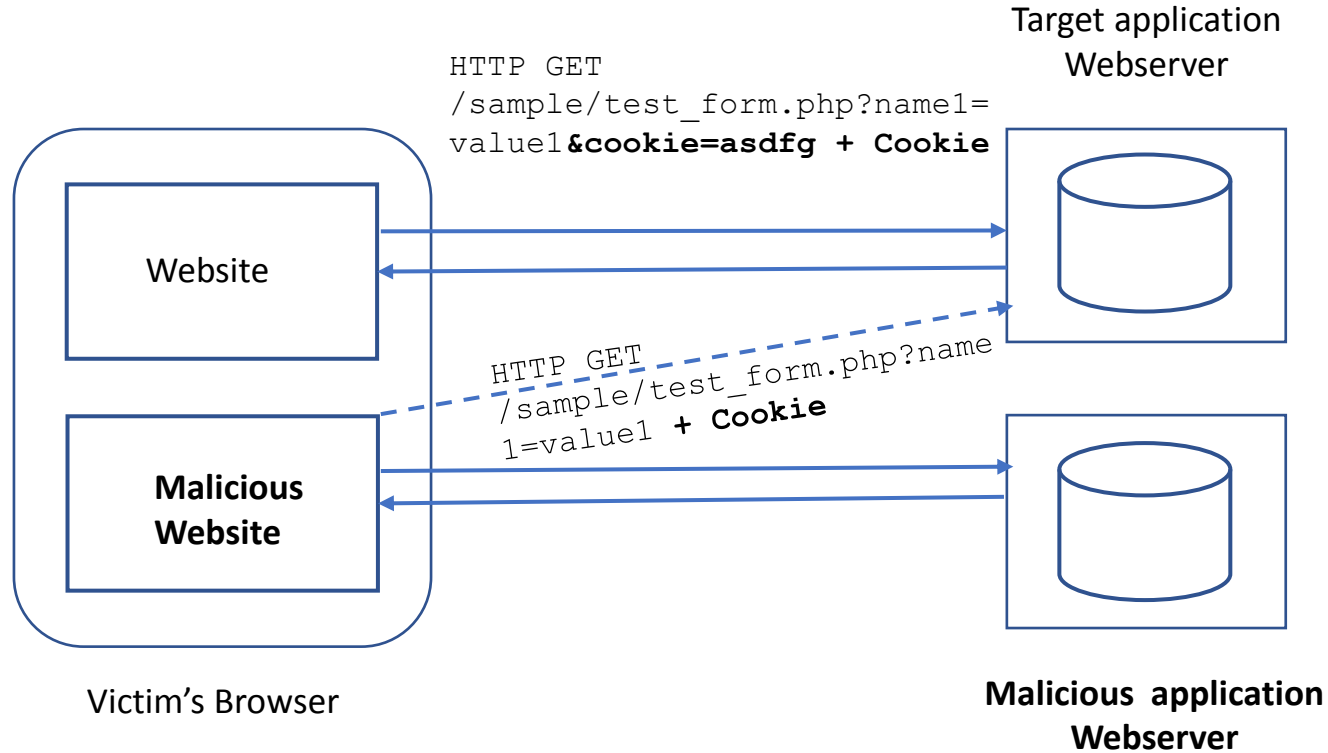 Target application
Webserver
HTTP GET
/sample/test_form.php?name1=
value1&cookie=asdfg + Cookie
Website
HTTP GET
/sample/test_form.php?name
1=value1 + Cookie
Malicious
Website
Victim’s Browser
Malicious application
Webserver